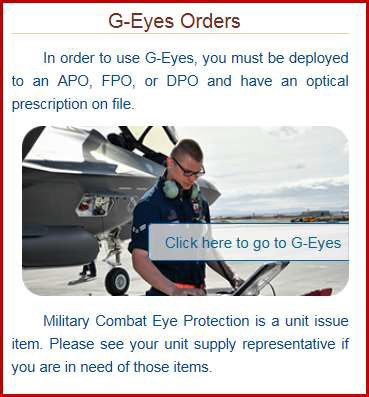 G-Eyes Orders
In order to use G-Eyes, you must be deployed
to an APO, FPO, or DPO and have an optical
prescription on file.
Click here to go to G-Eyes
Military Combat Eye Protection is a unit issue
item. Please see your unit supply representative if
you are in need of those items.